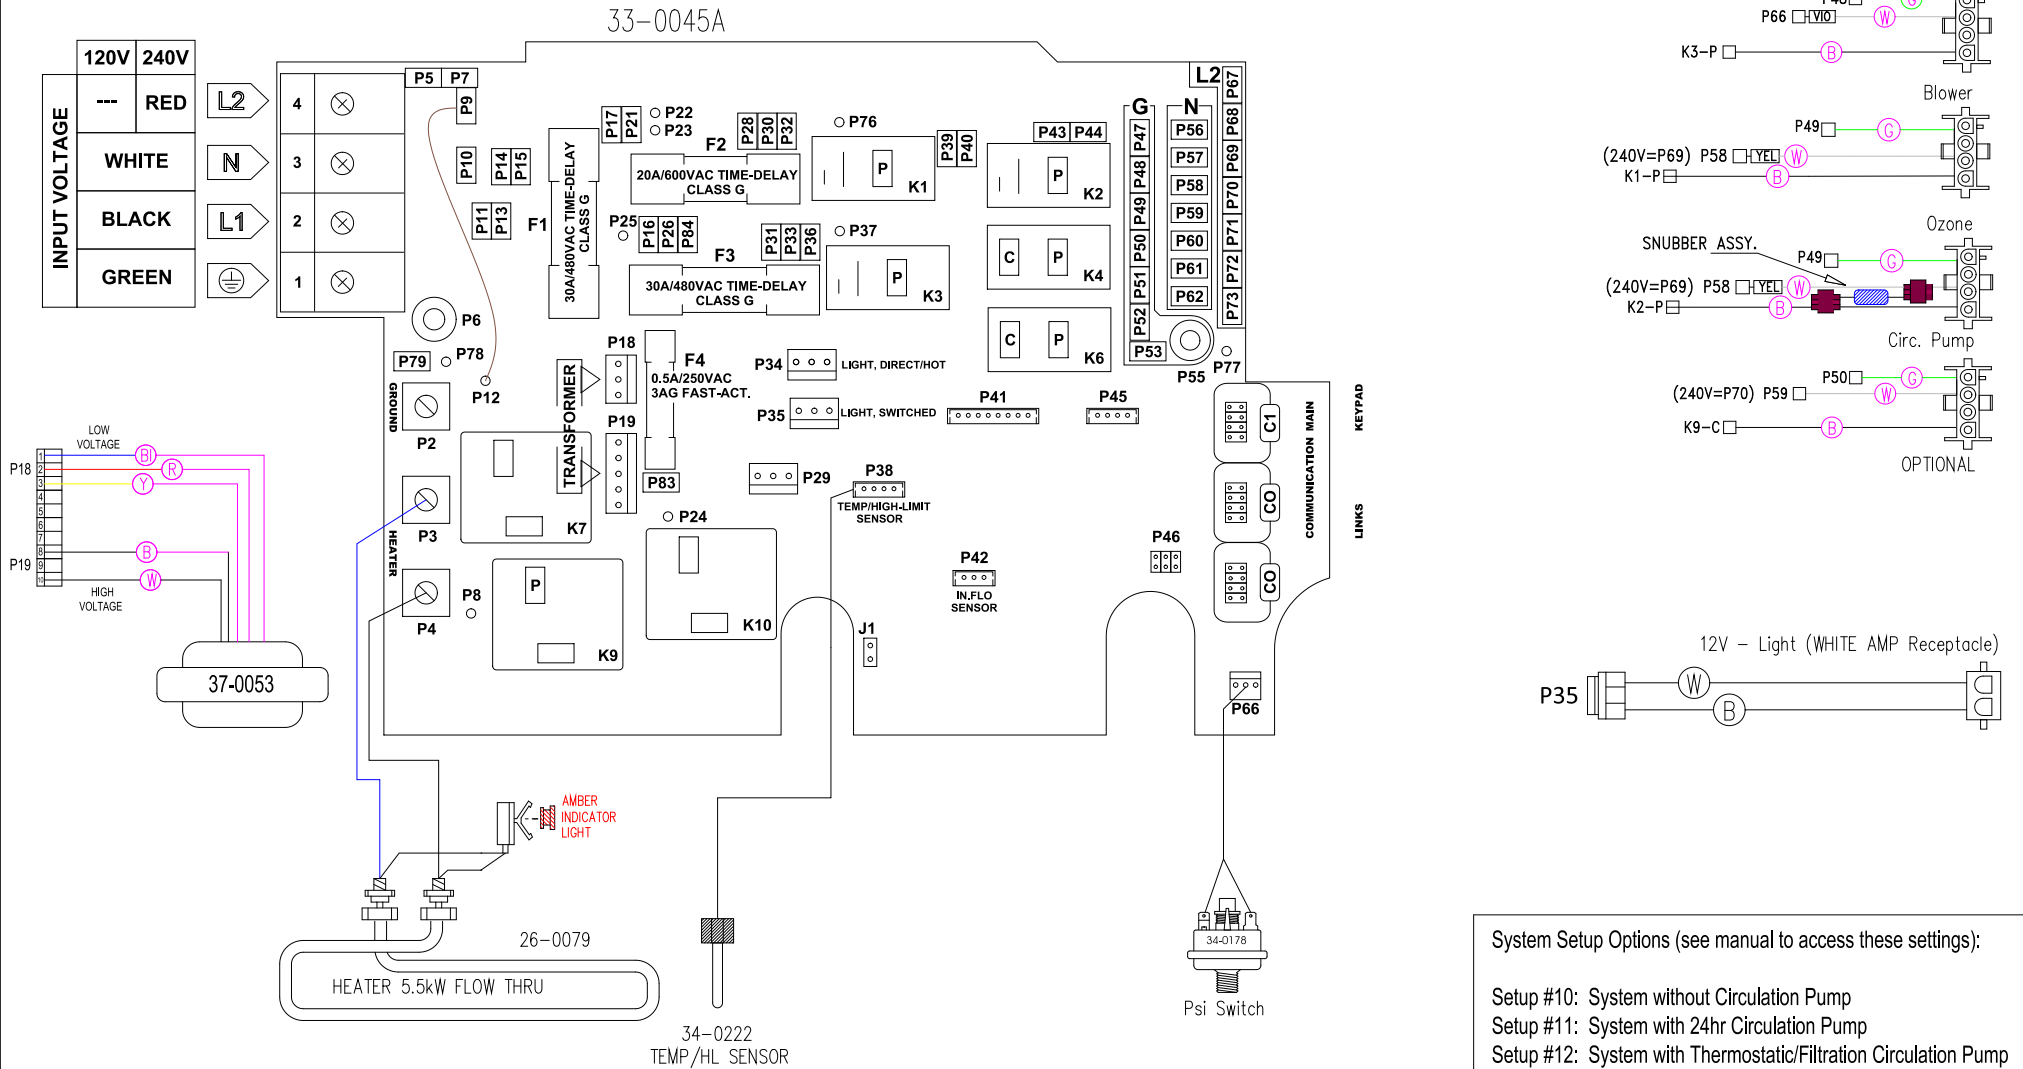 33-0045A
120V 240V
INPUT VOLTAGE
--- RED
WHITE
BLACK
GREEN
L2
N
L1
4
3
2
1
P5 P7
P9
P10
P14
P15
P11
P13
P6
P79
P78
P12
GROUND
P2
P3
HEATER
P4
P8
F1
30A/480VAC TIME-DELAY
CLASS G
P17
P21
P22
P23
F2
20A/600VAC TIME-DELAY
CLASS G
P28
P30
P32
P25
P16
P26
P84
F3
30A/480VAC TIME-DELAY
CLASS G
P31
P33
P36
P76
P
K1
P37
P
K3
P39
P40
P43 P44
P
K2
C P
K4
C P
K6
G
P47
P48
P49
P50
P51
P52
P53
N
P56
P57
P58
P59
P60
P61
P62
L2
P67
P68
P69
P70
P71
P72
P73
P55
P77
TRANSFORMER
P18
P19
F4
0.5A/250VAC
3AG FAST-ACT.
P83
P34
LIGHT, DIRECT/HOT
P35
LIGHT, SWITCHED
P29
P38
TEMP/HIGH-LIMIT
SENSOR
P41
P45
P24
K7
P
K9
K10
P42
IN.FLO
SENSOR
P46
J1
P66
C1
CO
CO
COMMUNICATION MAIN
KEYPAD
LINKS
LOW
VOLTAGE
P18
1
2
3
4
5
6
7
8
9
10
P19
Bl
R
Y
B
W
HIGH
VOLTAGE
37-0053
AMBER
INDICATOR
LIGHT
26-0079
HEATER 5.5kW FLOW THRU
34-0222
TEMP/HL SENSOR
34-0178
Psi Switch
P48 G
P66 VIO W
K3-P B
Blower
P49 G
(240V=P69) P58 YEL W
K1-P B
Ozone
SNUBBER ASSY.
P49 G
(240V=P69) P58 YEL W
K2-P B
Circ. Pump
P50 G
(240V=P70) P59 W
K9-C B
OPTIONAL
12V - Light (WHITE AMP Receptacle)
P35
W
B
System Setup Options (see manual to access these settings):
Setup #10: System without Circulation Pump
Setup #11: System with 24hr Circulation Pump
Setup #12: System with Thermostatic/Filtration Circulation Pump